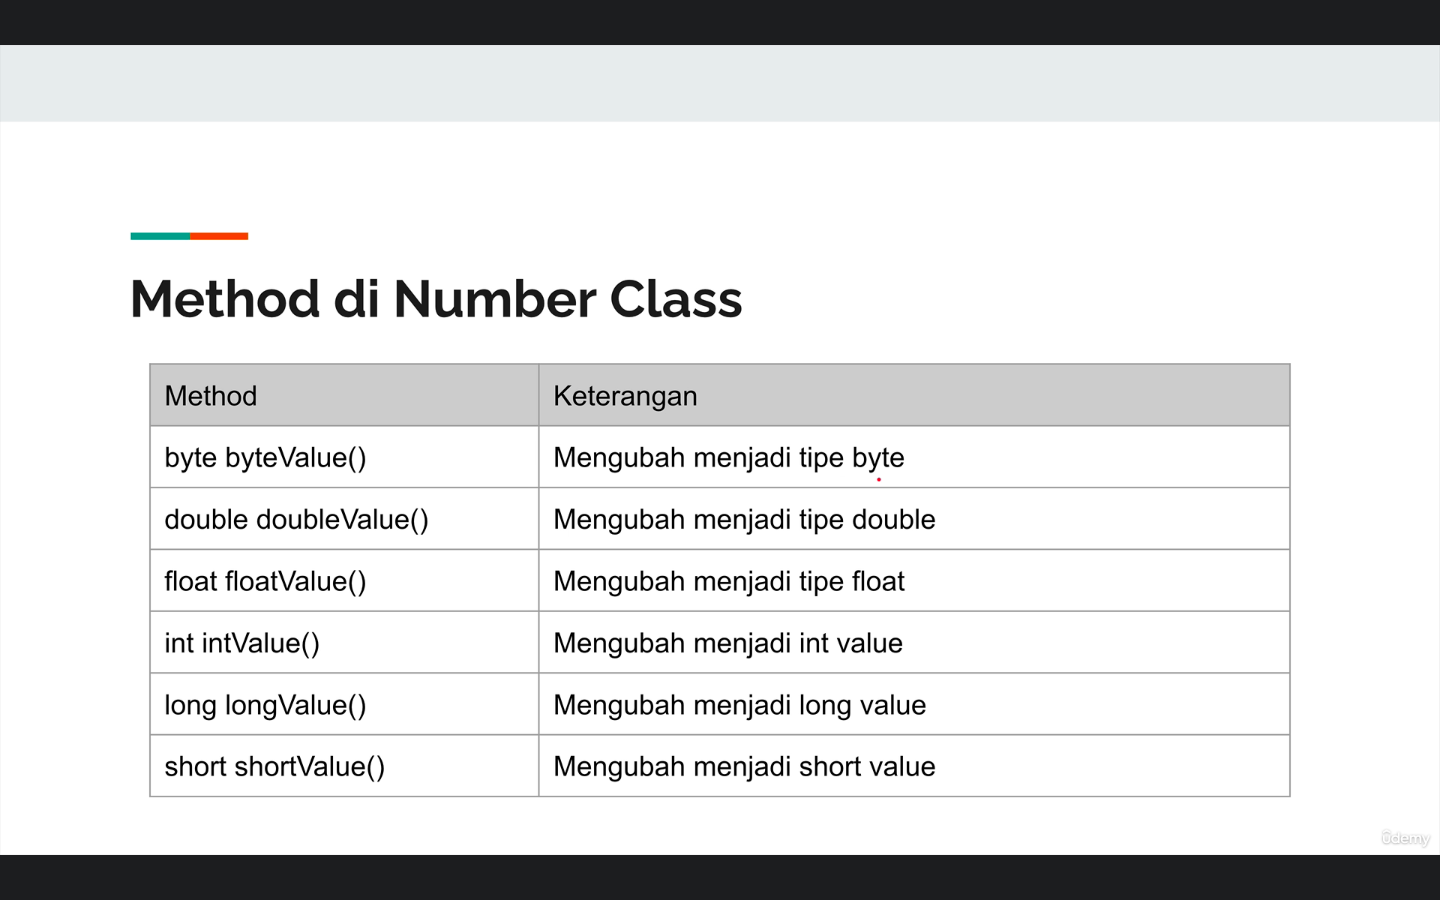 Method di Number Class
Method Keterangan
byte byteValue() Mengubah menjadi tipe byte
double doubleValue() Mengubah menjadi tipe double
float floatValue() Mengubah menjadi tipe float
int intValue() Mengubah menjadi int value
long longValue() Mengubah menjadi long value
short shortValue() Mengubah menjadi short value
ûdemy